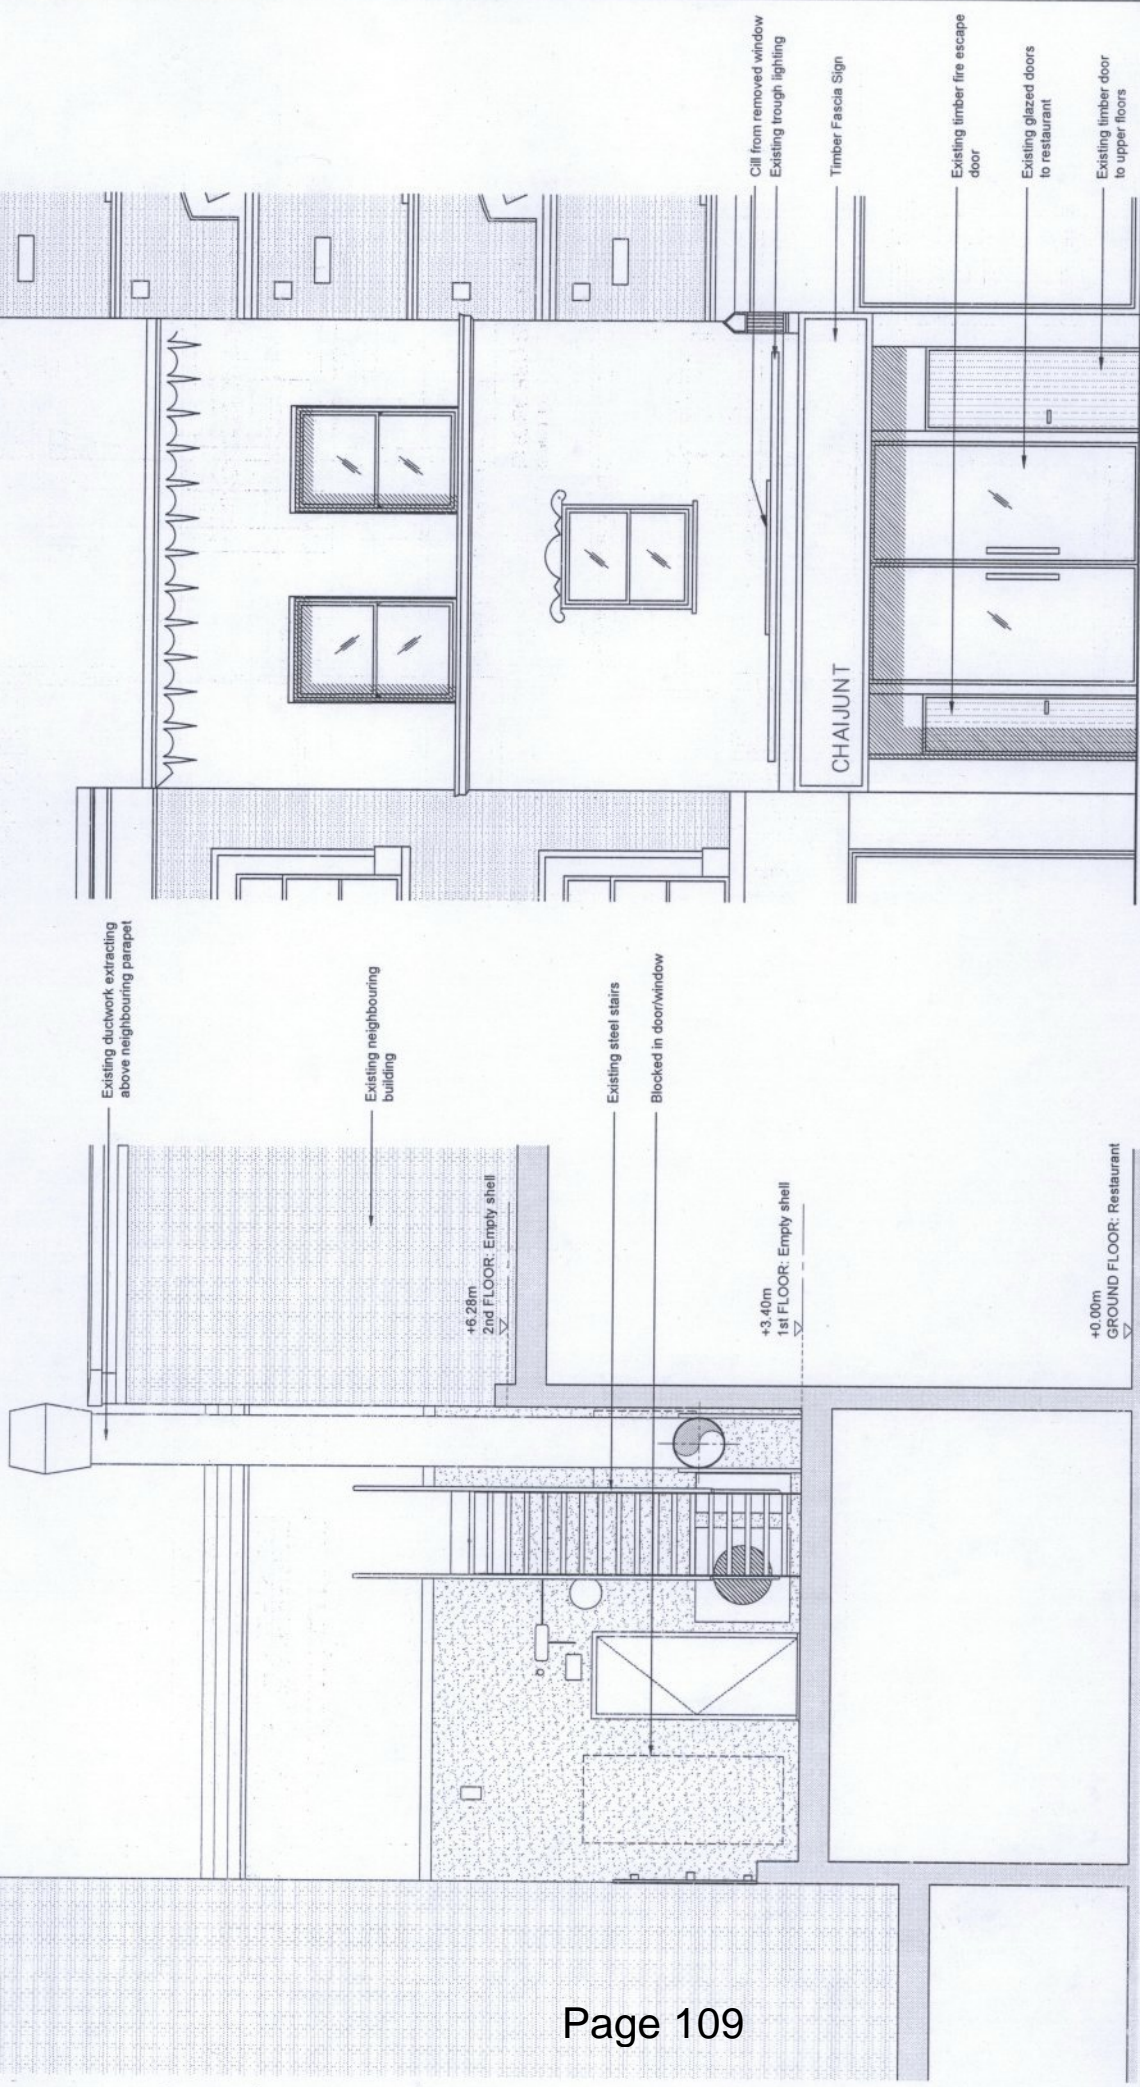 Existing ductwork extracting
above neighbouring parapet
Existing neighbouring
building
Existing steel stairs
Blocked in door/window
+6.28m
2nd FLOOR: Empty shell
+3.40m
1st FLOOR: Empty shell
+0.00m
GROUND FLOOR: Restaurant
Cill from removed window
Existing trough lighting
Timber Fascia Sign
Existing timber fire escape
door
Existing glazed doors
to restaurant
Existing timber door
to upper floors
CHAIJUNT
Page 109